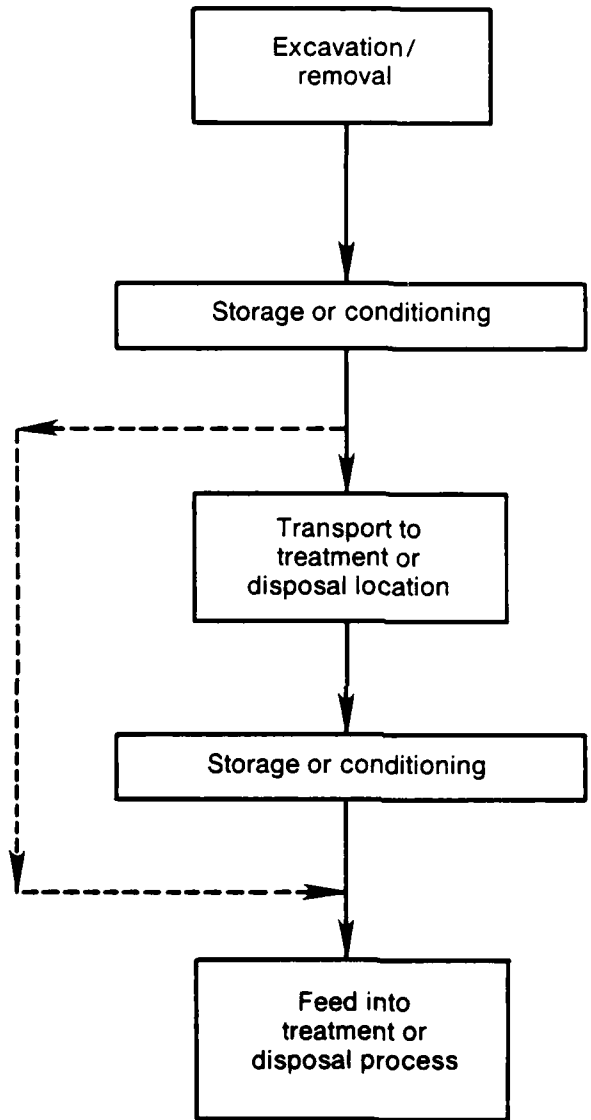 Excavation/
removal
Storage or conditioning
Transport to
treatment or
disposal location
Storage or conditioning
Feed into
treatment or
disposal process